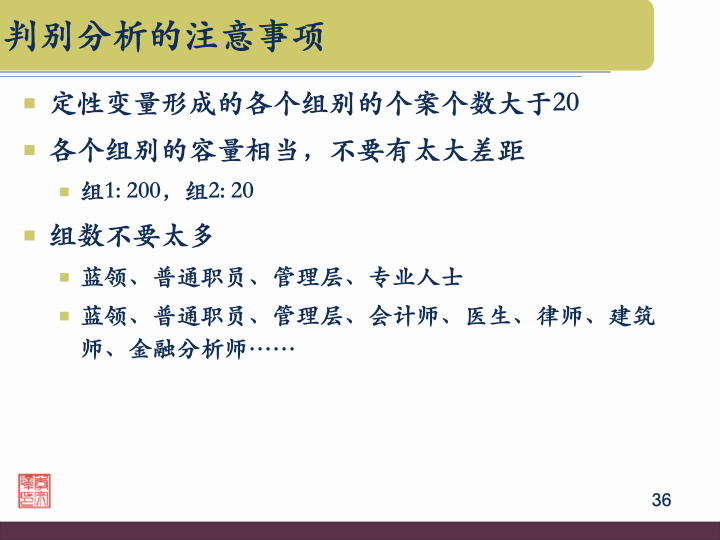 判别分析的注意事项
定性变量形成的各个组别的个案个数大于20
各个组别的容量相当，不要有太大差距
组1: 200，组2: 20
组数不要太多
蓝领、普通职员、管理层、专业人士
蓝领、普通职员、管理层、会计师、医生、律师、建筑
师、金融分析师……
36